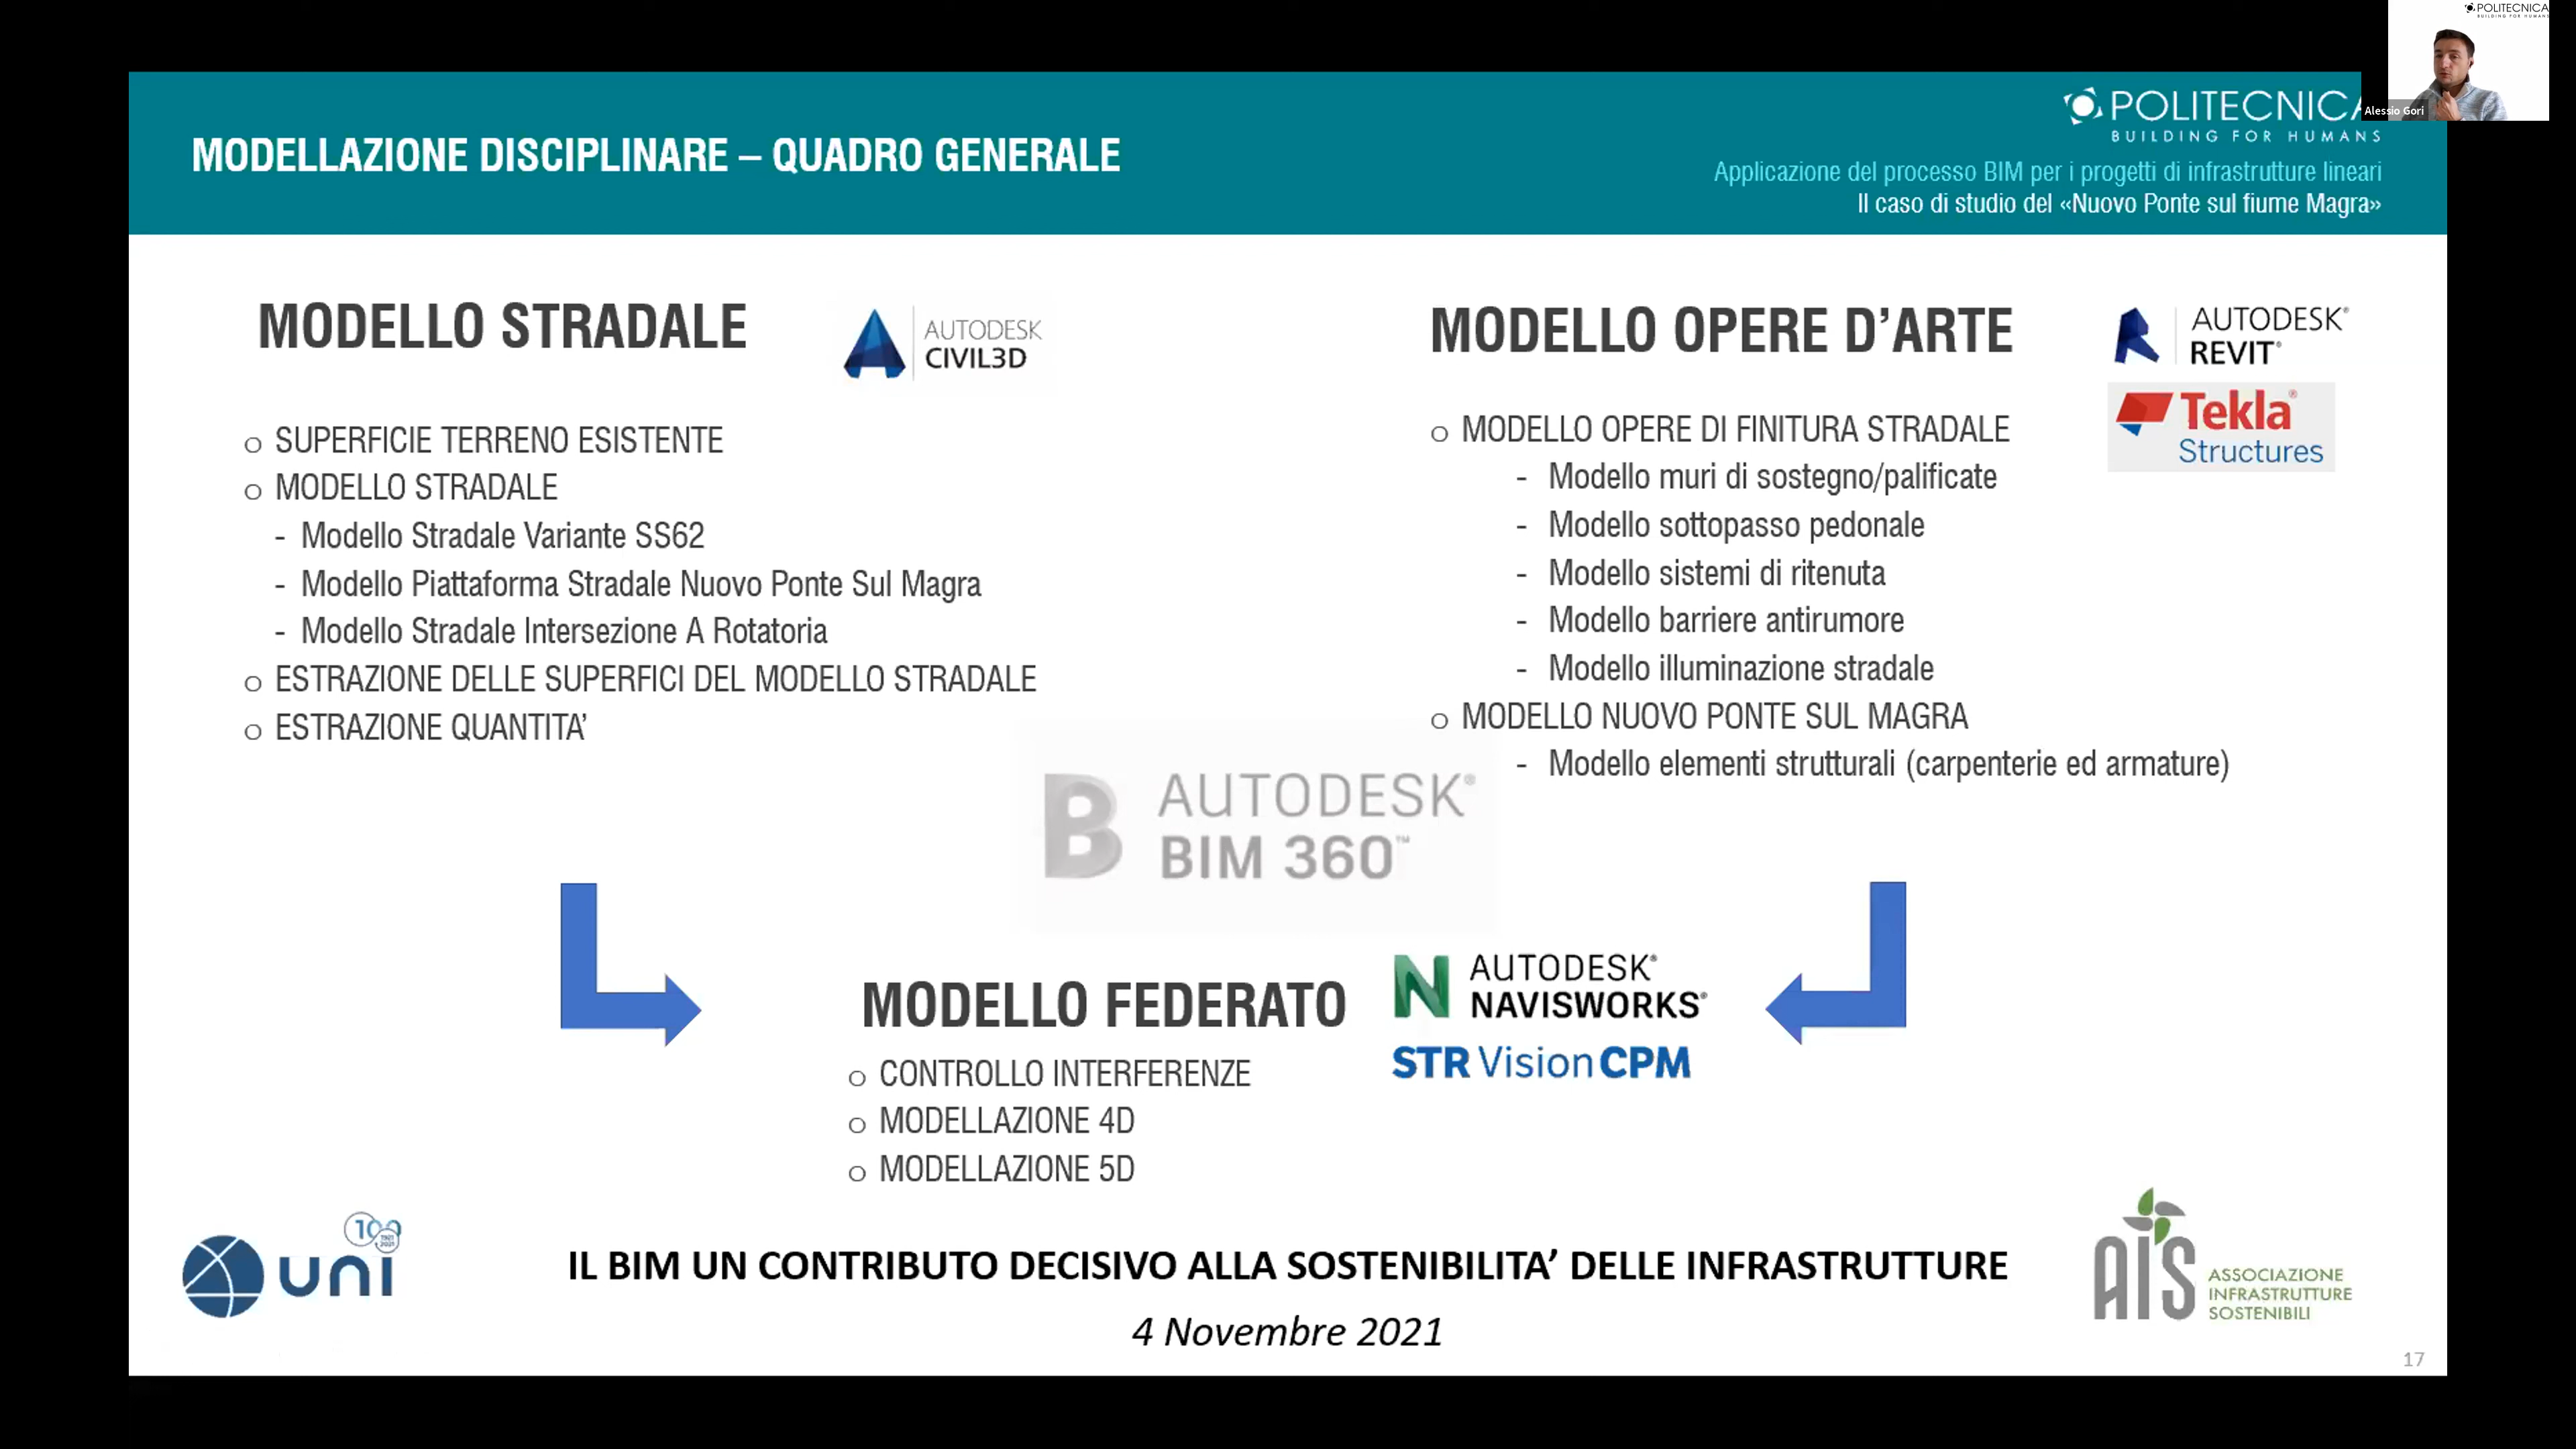 POLITECNICA
BUILDING FOR HUMANS
Alessio Gori
POLITECNICA
BUILDING FOR HUMANS
MODELLAZIONE DISCIPLINARE – QUADRO GENERALE
Applicazione del processo BIM per i progetti di infrastrutture lineari
Il caso di studio del «Nuovo Ponte sul fiume Magra»
MODELLO STRADALE
AUTODESK
CIVIL3D
o SUPERFICIE TERRENO ESISTENTE
o MODELLO STRADALE
- Modello Stradale Variante SS62
- Modello Piattaforma Stradale Nuovo Ponte Sul Magra
- Modello Stradale Intersezione A Rotatoria
o ESTRAZIONE DELLE SUPERFICI DEL MODELLO STRADALE
o ESTRAZIONE QUANTITA’
MODELLO OPERE D’ARTE
AUTODESK®
REVIT®
Tekla®
Structures
o MODELLO OPERE DI FINITURA STRADALE
- Modello muri di sostegno/palificate
- Modello sottopasso pedonale
- Modello sistemi di ritenuta
- Modello barriere antirumore
- Modello illuminazione stradale
o MODELLO NUOVO PONTE SUL MAGRA
- Modello elementi strutturali (carpenterie ed armature)
AUTODESK®
BIM 360™
MODELLO FEDERATO
AUTODESK®
NAVISWORKS®
STR Vision CPM
o CONTROLLO INTERFERENZE
o MODELLAZIONE 4D
o MODELLAZIONE 5D
100
1921
2021
uni
IL BIM UN CONTRIBUTO DECISIVO ALLA SOSTENIBILITA’ DELLE INFRASTRUTTURE
4 Novembre 2021
AIS
ASSOCIAZIONE
INFRASTRUTTURE
SOSTENIBILI
17